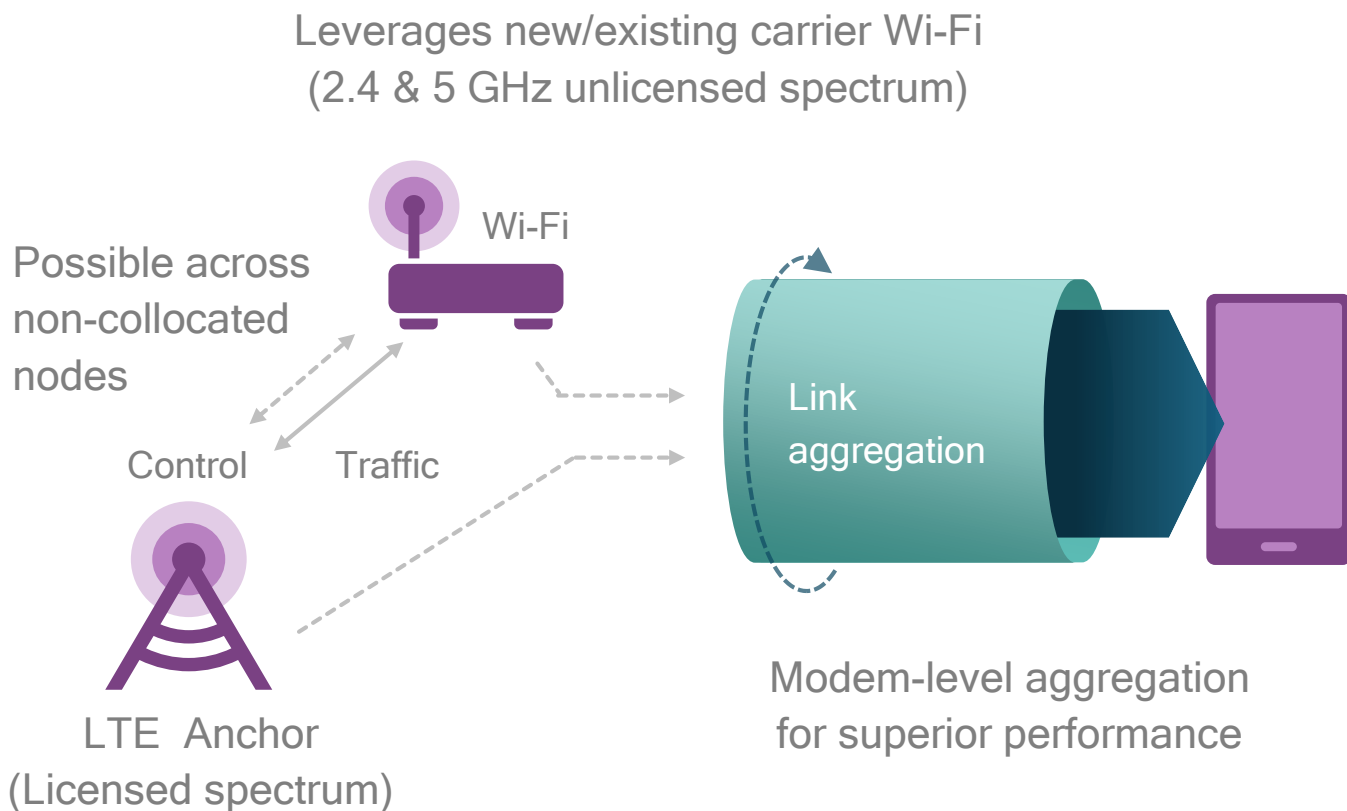 Leverages new/existing carrier Wi-Fi
(2.4 & 5 GHz unlicensed spectrum)
Wi-Fi
Possible across
non-collocated
nodes
Control
Traffic
Link
aggregation
LTE Anchor
(Licensed spectrum)
Modem-level aggregation
for superior performance